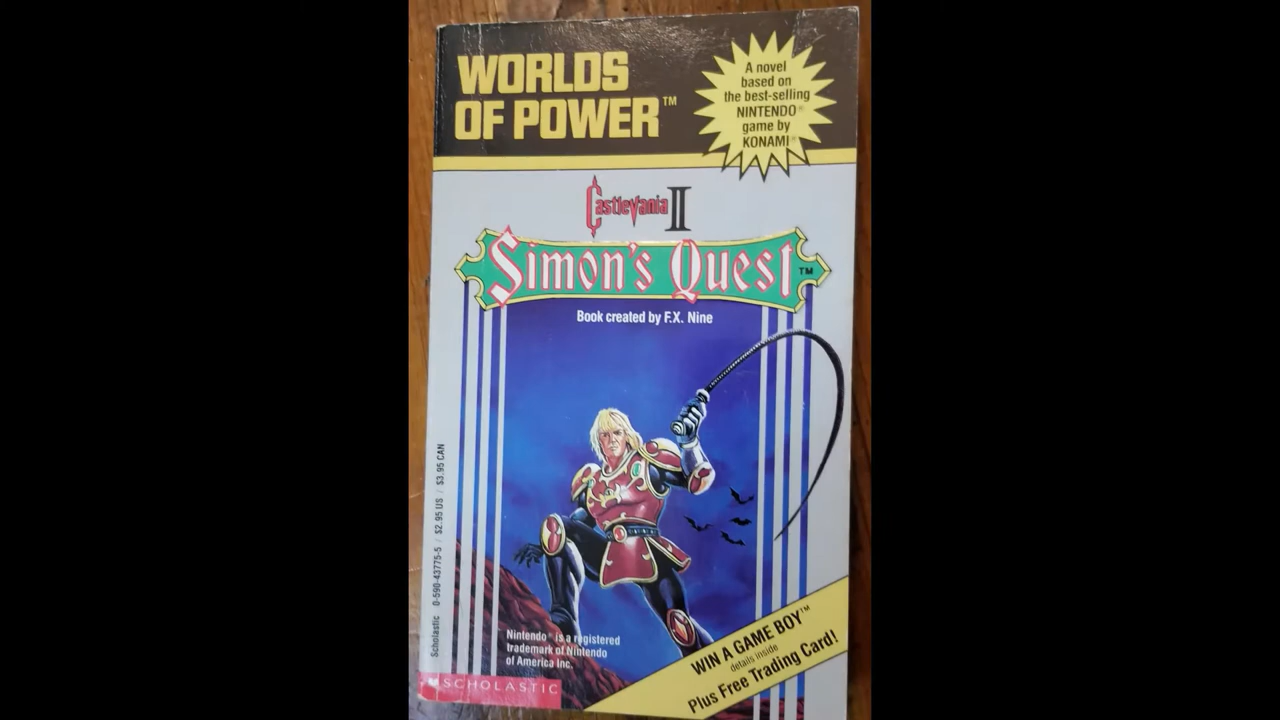 WORLDS
OF POWER™
A novel
based on
the best-selling
NINTENDO®
game by
KONAMI®
Castlevania II
Simon's Quest™
Book created by F.X. Nine
Scholastic 0-590-43775-5 / $2.95 US / $3.95 CAN
Nintendo® is a registered
trademark of Nintendo
of America Inc.
WIN A GAME BOY™
details inside
Plus Free Trading Card!
SCHOLASTIC